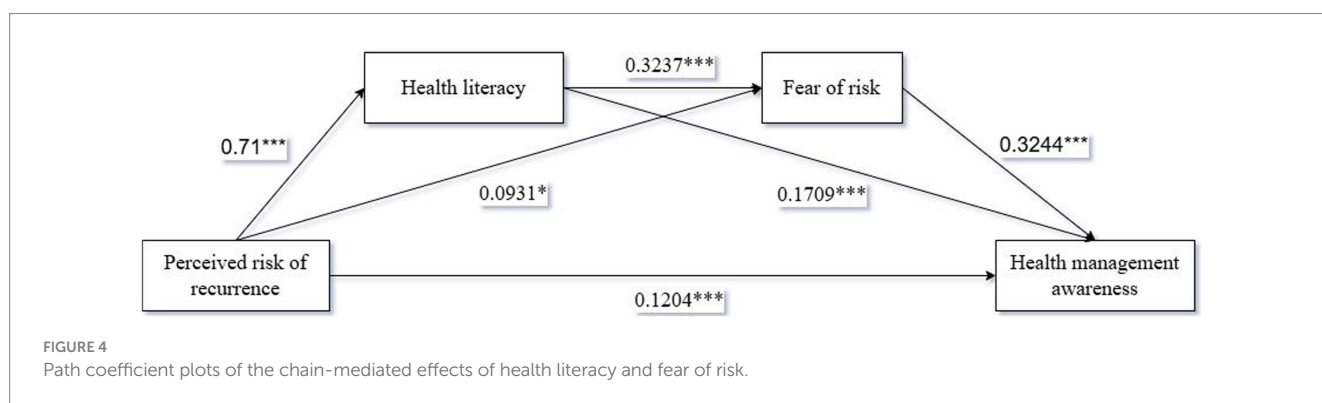 0.3237***
Health literacy
Fear of risk
0.71***
0.3244***
0.0931*
0.1709***
Perceived risk of
recurrence
Health management
awareness
0.1204***
FIGURE 4
Path coefficient plots of the chain-mediated effects of health literacy and fear of risk.